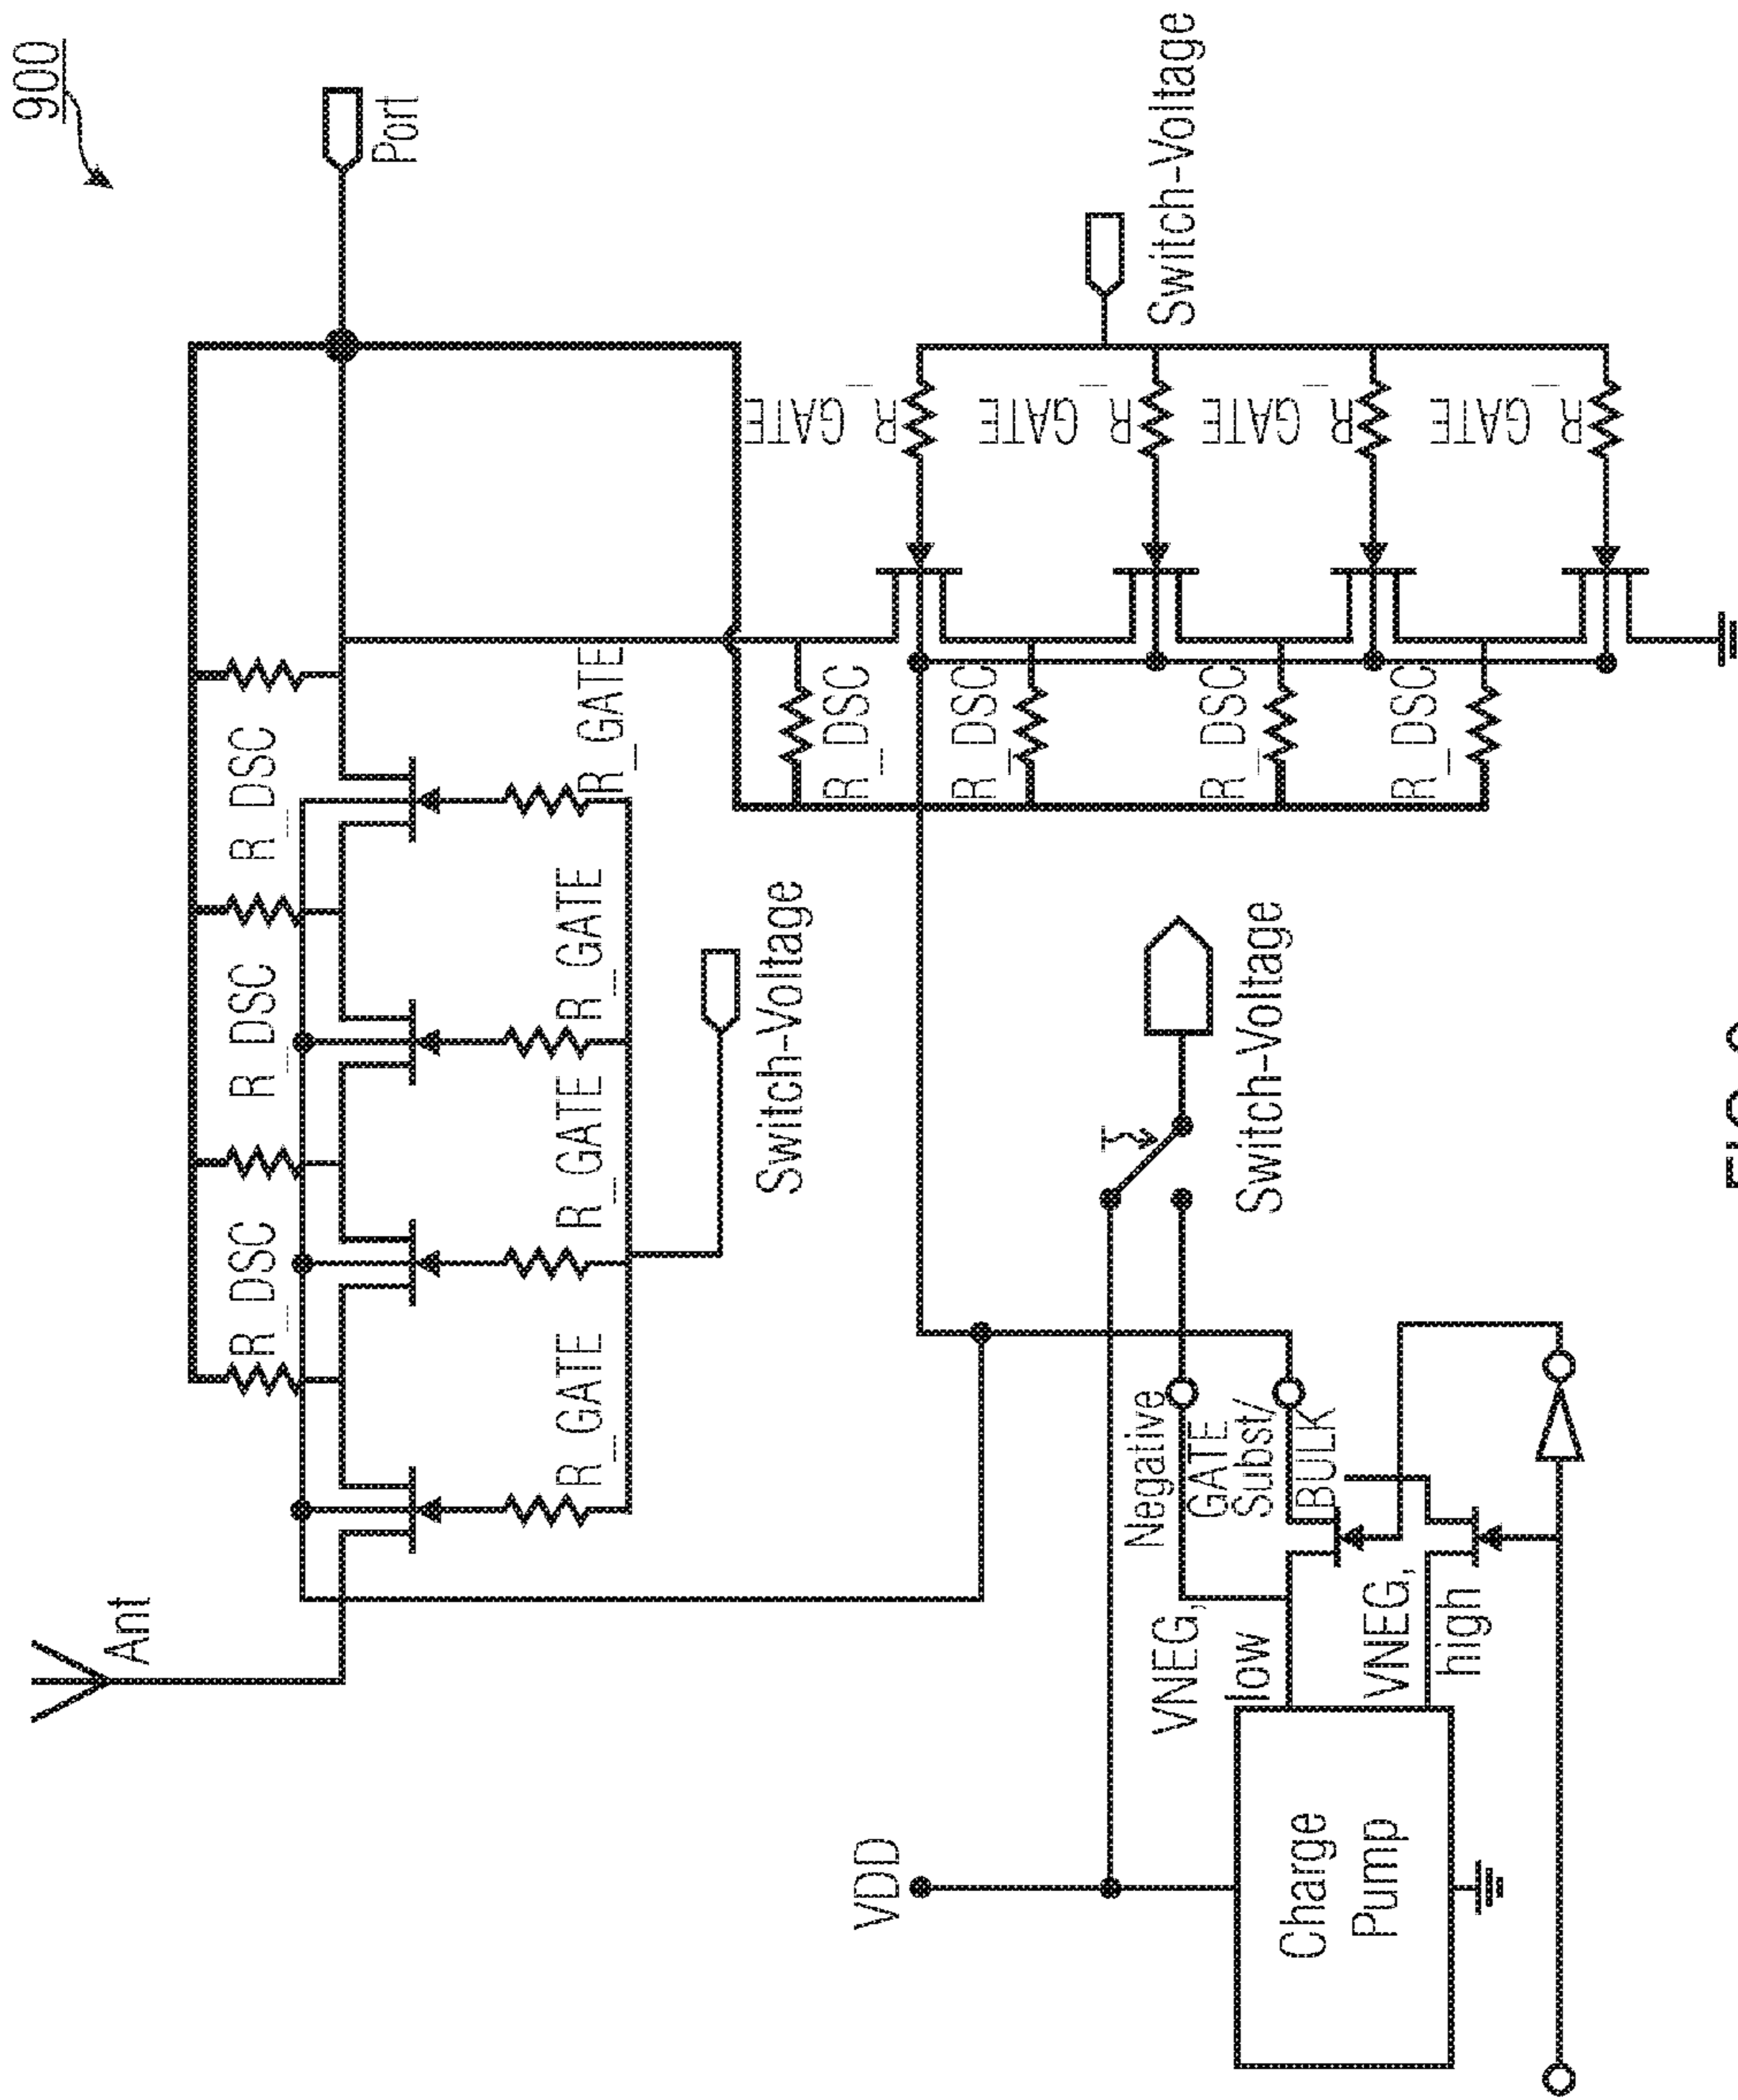 900
Ant
Port
R_DSC
R_DSC
R_DSC
R_GATE
R_GATE
R_GATE
R_GATE
Switch-Voltage
R_GATE
R_GATE
R_GATE
R_GATE
Switch-Voltage
R_DSC
R_DSC
R_DSC
R_DSC
VDD
Switch-Voltage
Negative
GATE
Subst/
BULK
VNEG,
low
VNEG,
high
Charge
Pump